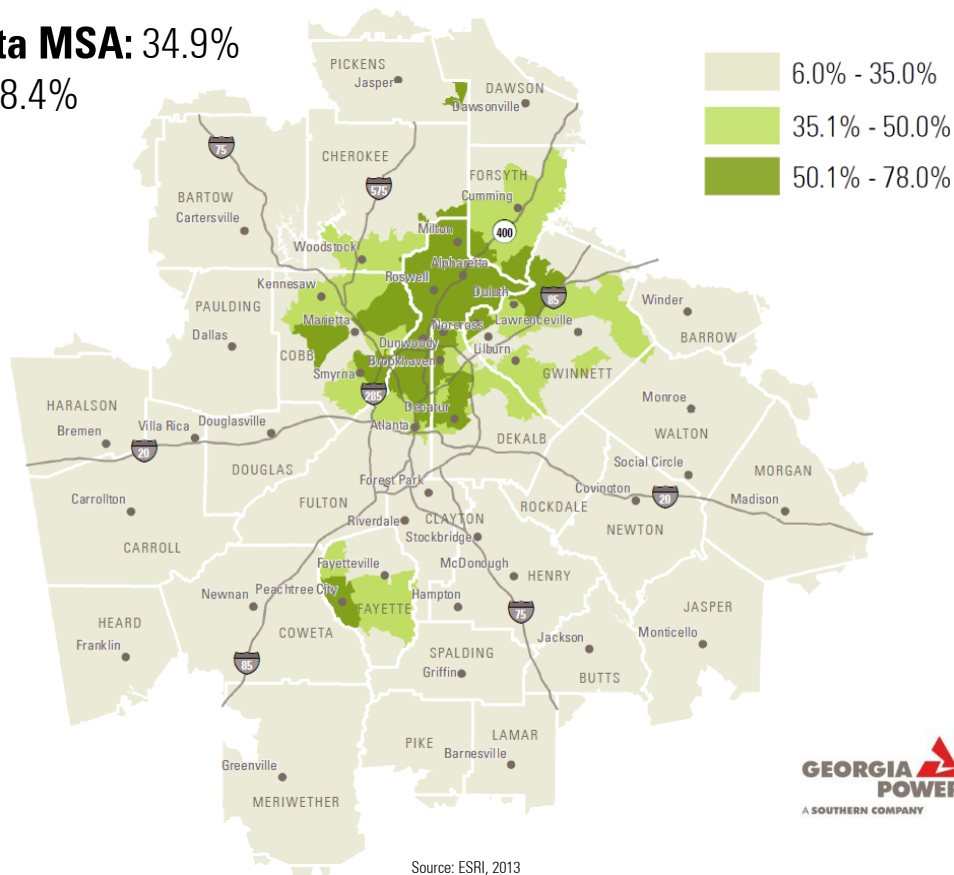 ta MSA: 34.9%
8.4%
6.0% - 35.0%
35.1% - 50.0%
50.1% - 78.0%
PICKENS
Jasper
DAWSON
Dawsonville
75
CHEROKEE
575
FORSYTH
Cumming
BARTOW
Cartersville
400
Milton
Woodstock
Alpharetta
Roswell
Kennesaw
Duluth
85
PAULDING
Winder
Marietta
Norcross
Lawrenceville
Dallas
Dunwoody
BARROW
COBB
Brookhaven
Lilburn
Smyrna
GWINNETT
285
HARALSON
Monroe
Decatur
Villa Rica
Douglasville
Bremen
Atlanta
WALTON
20
DEKALB
Social Circle
DOUGLAS
MORGAN
Forest Park
Covington
20
Carrollton
FULTON
Madison
ROCKDALE
Riverdale
CLAYTON
NEWTON
Stockbridge
CARROLL
Fayetteville
McDonough
HENRY
Newnan
Peachtree City
Hampton
FAYETTE
75
JASPER
HEARD
COWETA
Jackson
Monticello
Franklin
SPALDING
85
Griffin
BUTTS
PIKE
LAMAR
Barnesville
Greenville
MERIWETHER
GEORGIA
POWER
A SOUTHERN COMPANY
Source: ESRI, 2013